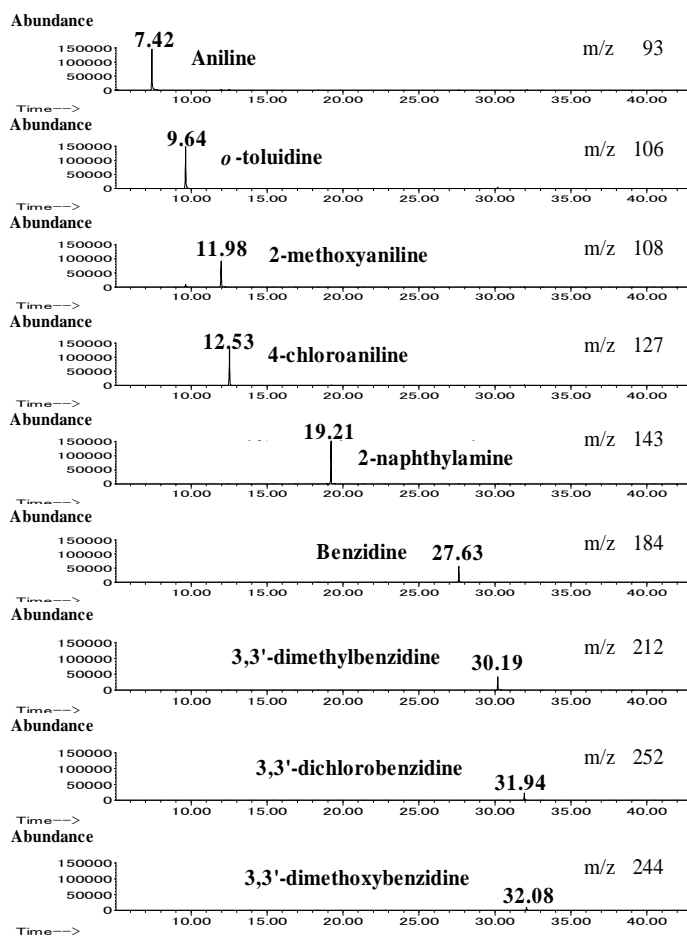 Abundance
7.42
150000
Aniline
m/z 93
100000
50000
0
10.00 15.00 20.00 25.00 30.00 35.00 40.00
Time-->
Abundance
9.64
150000
o-toluidine
m/z 106
100000
50000
0
10.00 15.00 20.00 25.00 30.00 35.00 40.00
Time-->
Abundance
11.98
150000
2-methoxyaniline
m/z 108
100000
50000
0
10.00 15.00 20.00 25.00 30.00 35.00 40.00
Time-->
Abundance
12.53
150000
4-chloroaniline
m/z 127
100000
50000
0
10.00 15.00 20.00 25.00 30.00 35.00 40.00
Time-->
Abundance
19.21
150000
2-naphthylamine
m/z 143
100000
50000
0
10.00 15.00 20.00 25.00 30.00 35.00 40.00
Time-->
Abundance
150000
Benzidine 27.63
m/z 184
100000
50000
0
10.00 15.00 20.00 25.00 30.00 35.00 40.00
Time-->
Abundance
150000
3,3'-dimethylbenzidine 30.19
m/z 212
100000
50000
0
10.00 15.00 20.00 25.00 30.00 35.00 40.00
Time-->
Abundance
150000
3,3'-dichlorobenzidine
31.94
m/z 252
100000
50000
0
10.00 15.00 20.00 25.00 30.00 35.00 40.00
Time-->
Abundance
150000
3,3'-dimethoxybenzidine
32.08
m/z 244
100000
50000
0
10.00 15.00 20.00 25.00 30.00 35.00 40.00
Time-->